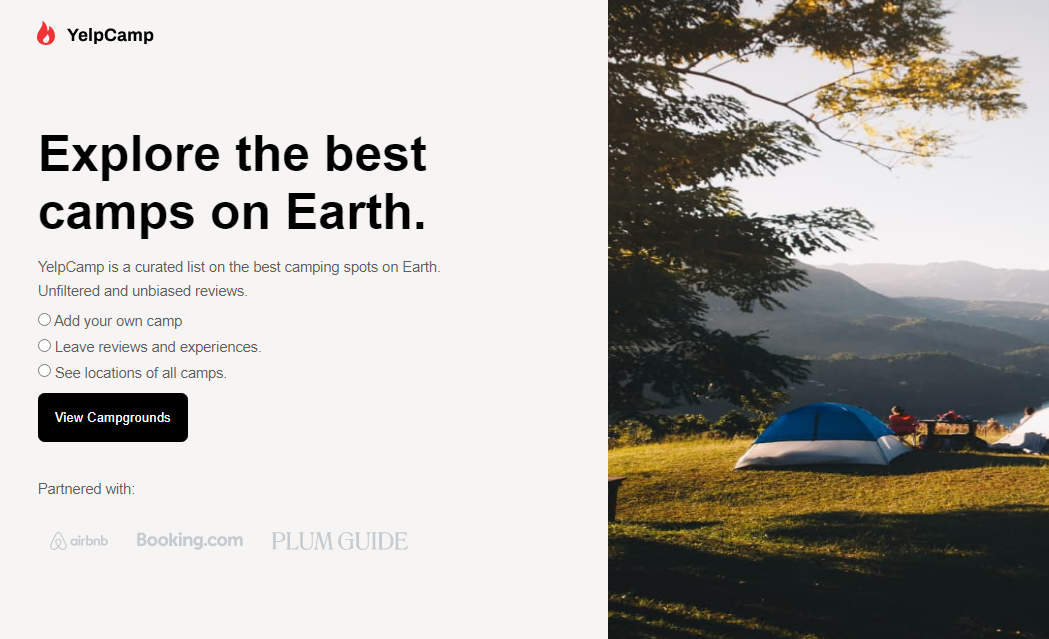 YelpCamp
Explore the best
camps on Earth.
YelpCamp is a curated list on the best camping spots on Earth.
Unfiltered and unbiased reviews.
Add your own camp
Leave reviews and experiences.
See locations of all camps.
View Campgrounds
Partnered with:
airbnb Booking.com PLUM GUIDE